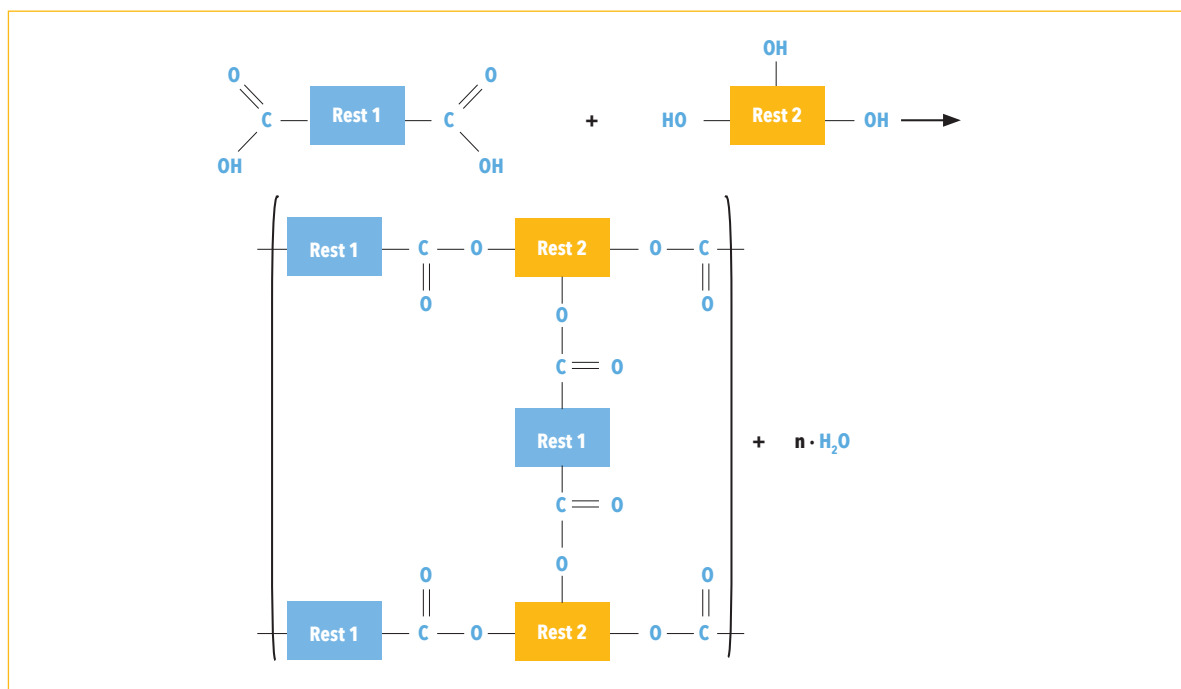 OH
O O
C Rest 1 C + HO Rest 2 OH
OH OH
Rest 1 C O Rest 2 O C
O O
O
C O
Rest 1 + n · H₂O
C O
O
O O
Rest 1 C O Rest 2 O C